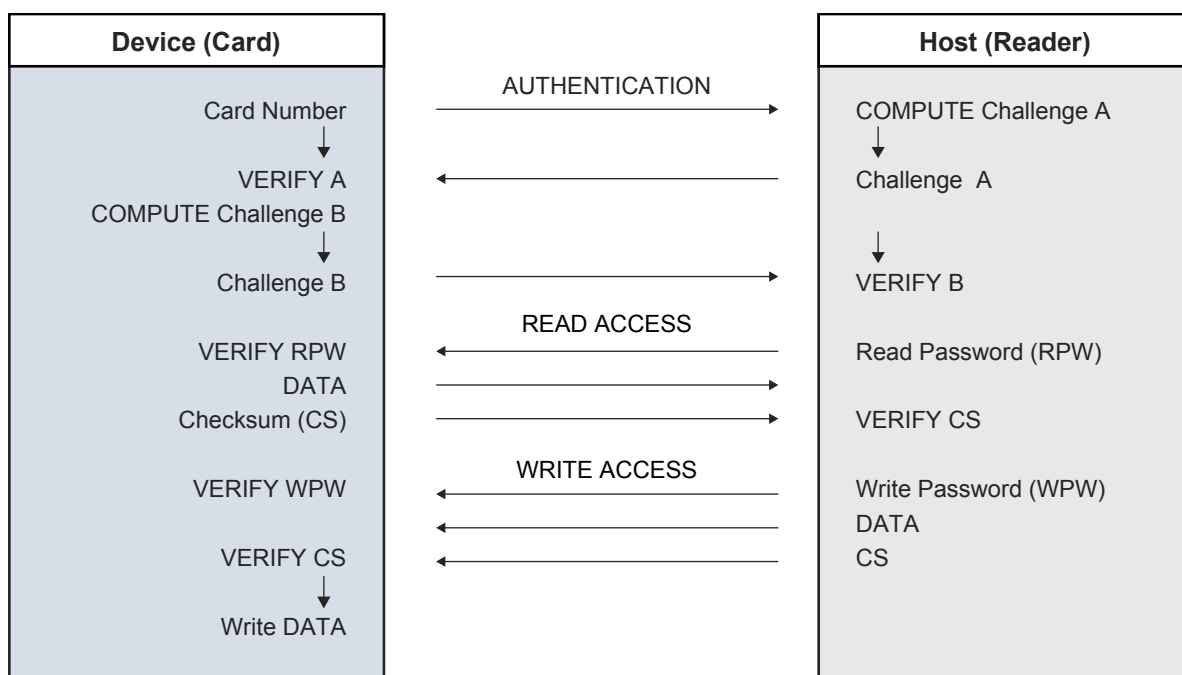 Device (Card)
Host (Reader)
AUTHENTICATION
Card Number
COMPUTE Challenge A
VERIFY A
Challenge A
COMPUTE Challenge B
Challenge B
VERIFY B
READ ACCESS
VERIFY RPW
Read Password (RPW)
DATA
Checksum (CS)
VERIFY CS
WRITE ACCESS
VERIFY WPW
Write Password (WPW)
DATA
VERIFY CS
CS
Write DATA